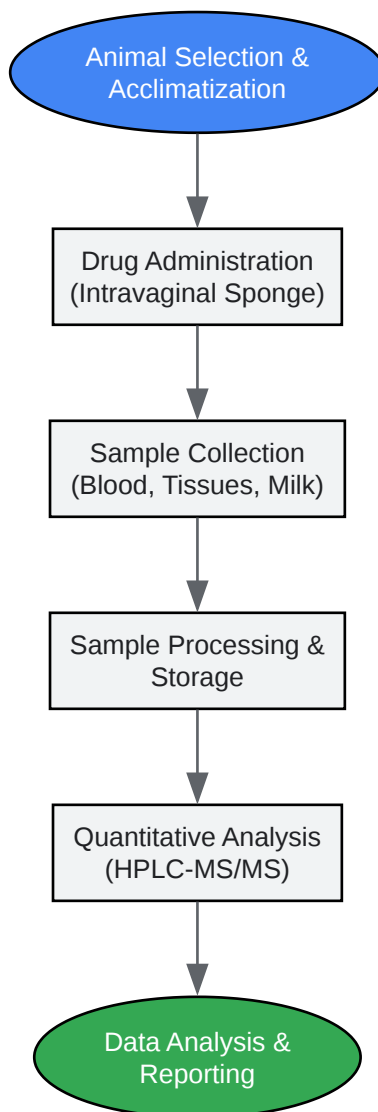 Animal Selection &
Acclimatization
Drug Administration
(Intravaginal Sponge)
Sample Collection
(Blood, Tissues, Milk)
Sample Processing &
Storage
Quantitative Analysis
(HPLC-MS/MS)
Data Analysis &
Reporting